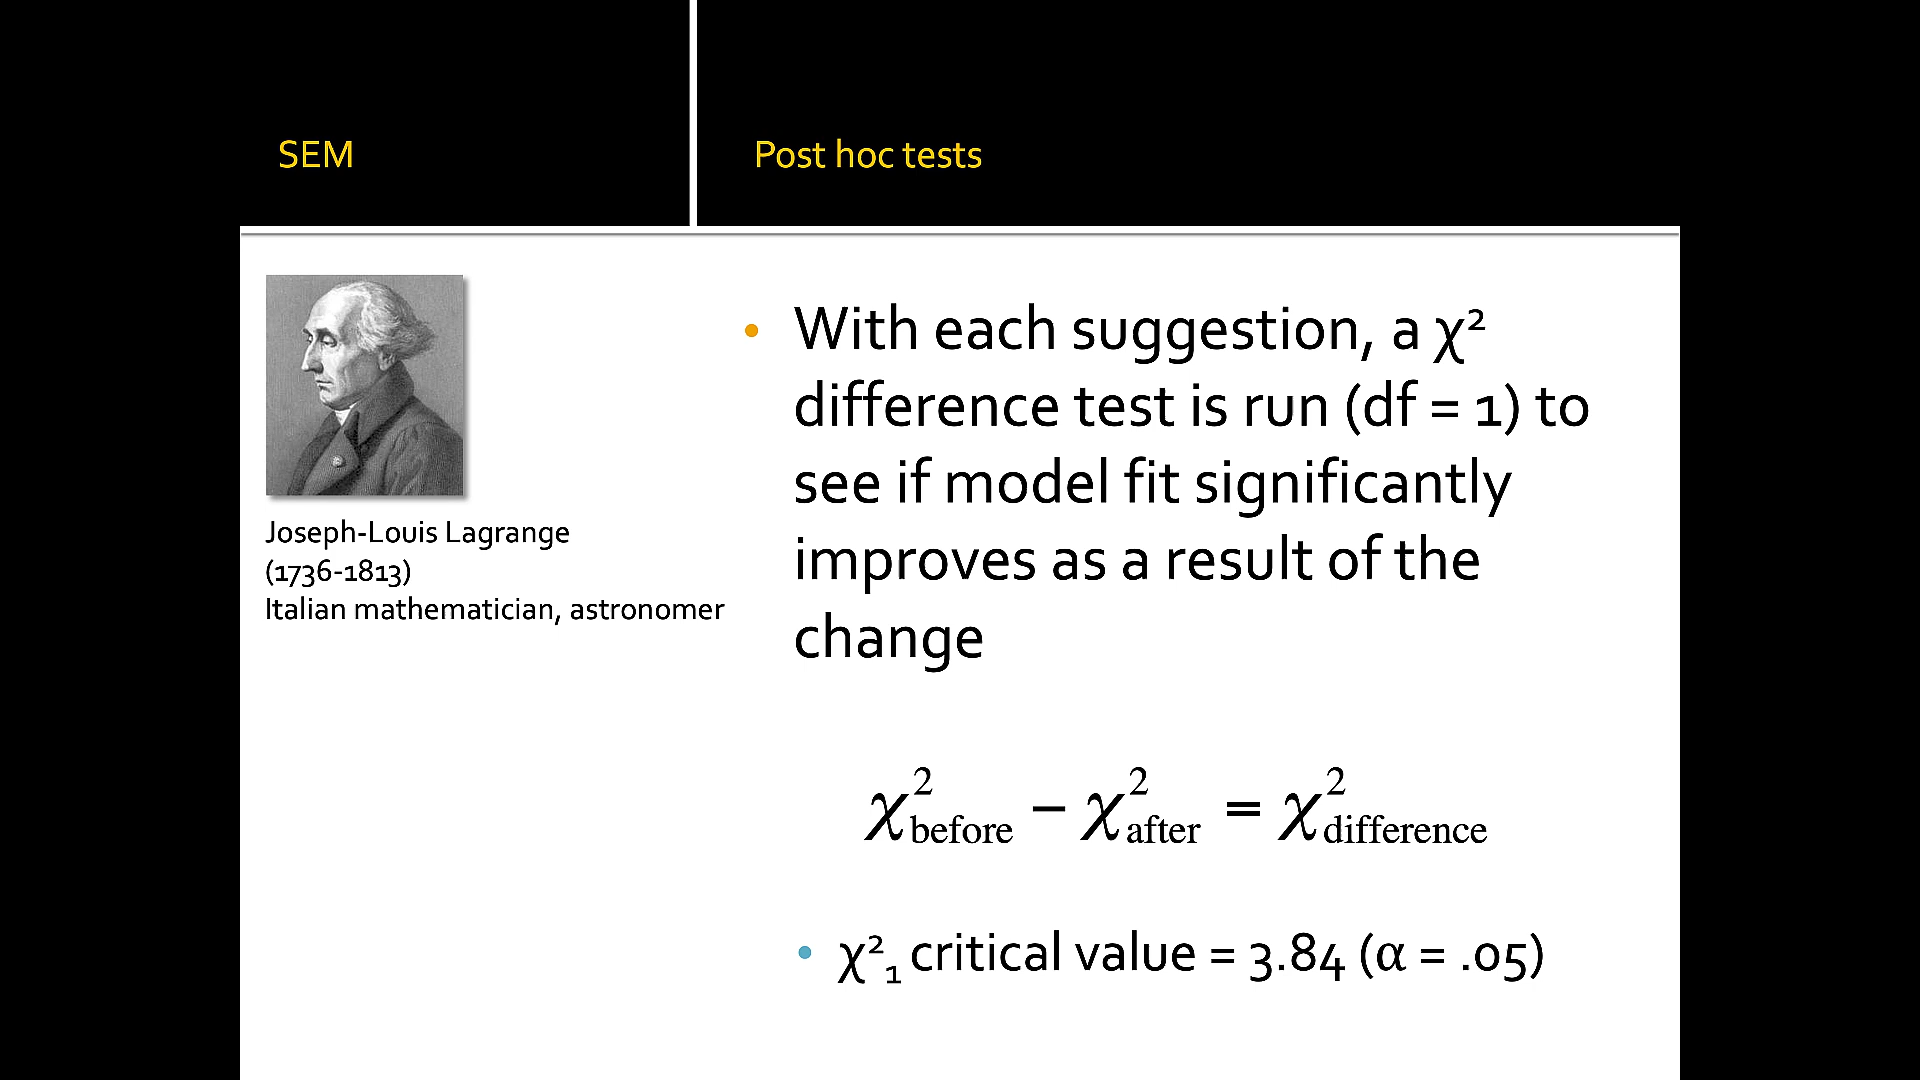 SEM
Post hoc tests
Joseph-Louis Lagrange
(1736-1813)
Italian mathematician, astronomer
• With each suggestion, a χ²
difference test is run (df = 1) to
see if model fit significantly
improves as a result of the
change
χ²before − χ²after = χ²difference
• χ²₁ critical value = 3.84 (α = .05)